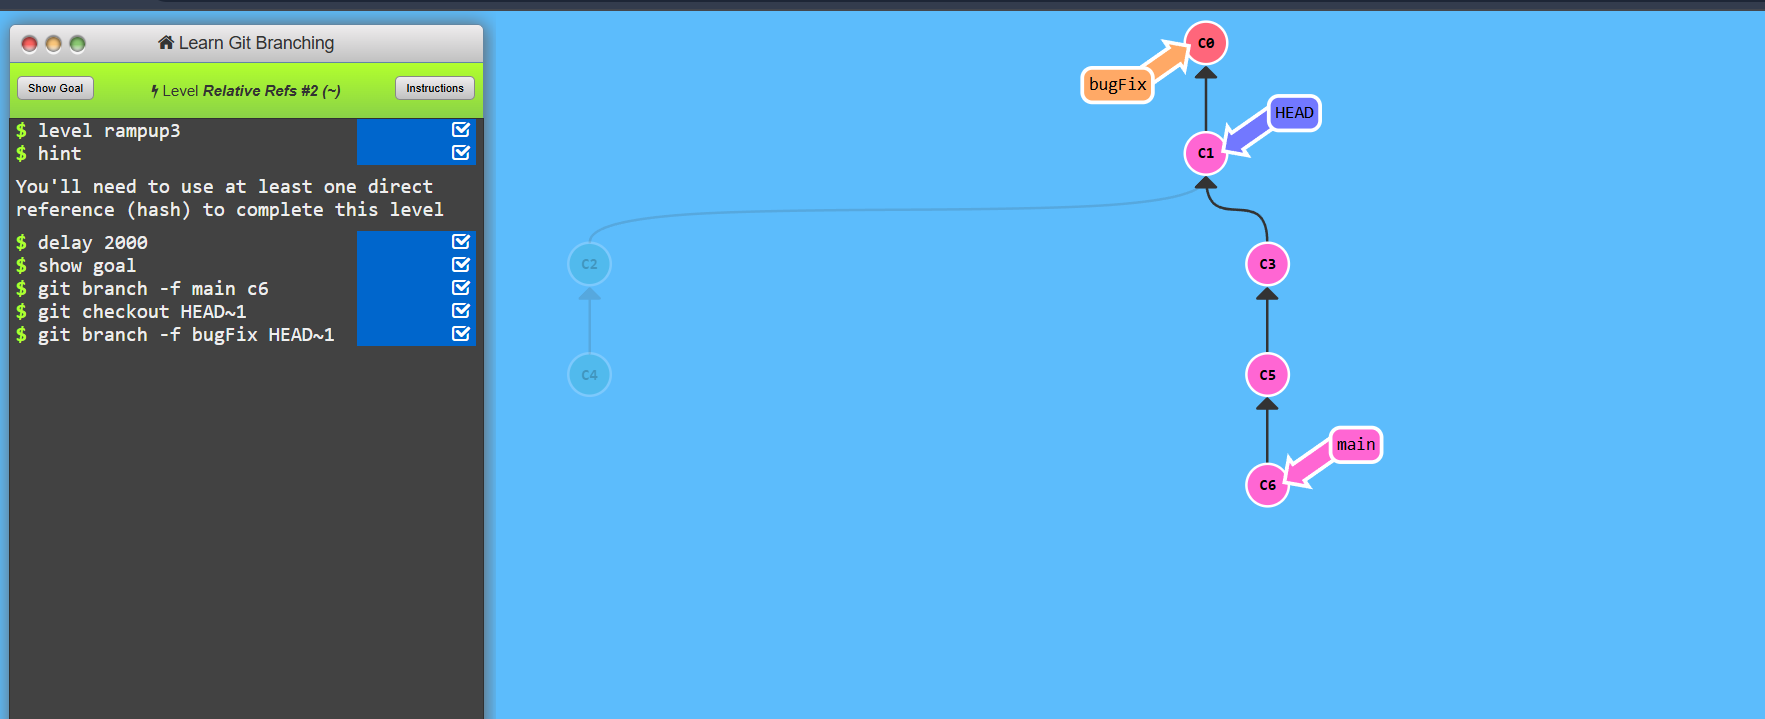 Learn Git Branching
Show Goal
Level Relative Refs #2 (~)
Instructions
$ level rampup3
$ hint
You'll need to use at least one direct
reference (hash) to complete this level
$ delay 2000
$ show goal
$ git branch -f main c6
$ git checkout HEAD~1
$ git branch -f bugFix HEAD~1
C0
bugFix
HEAD
C1
C2
C3
C4
C5
main
C6